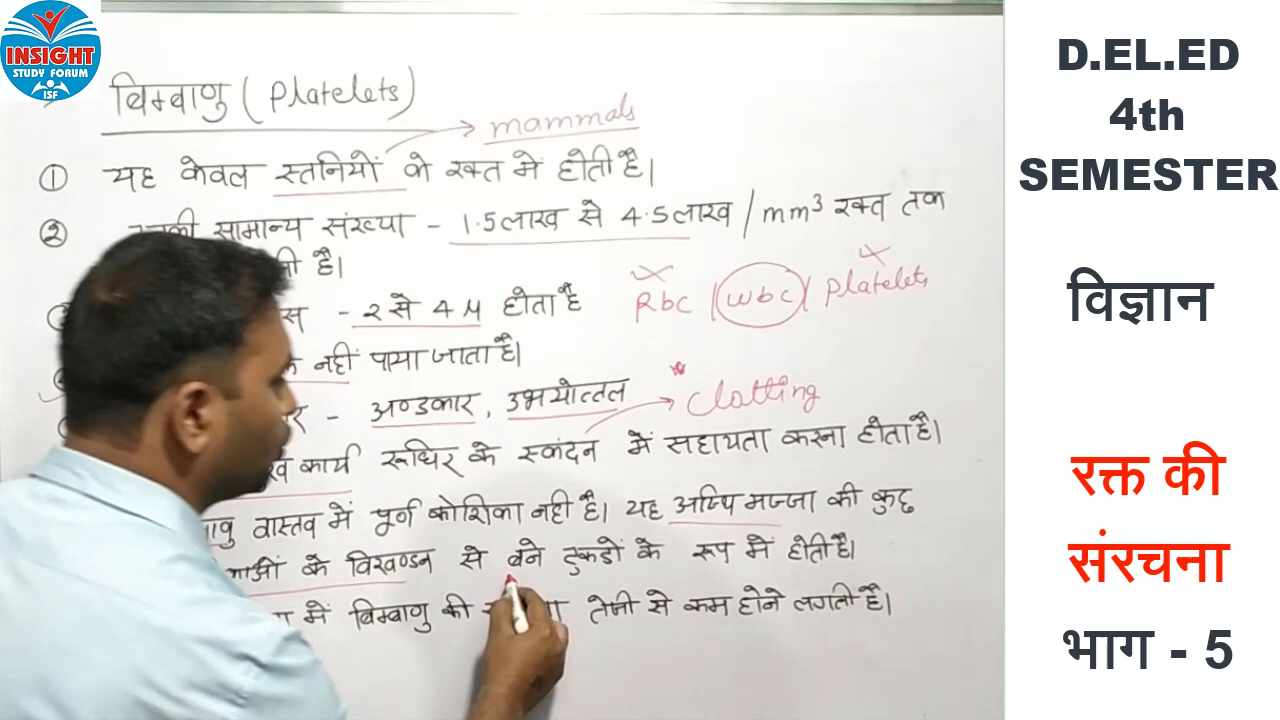 INSIGHT
STUDY FORUM
ISF
बिम्बाणु (Platelets)
mammals
① यह केवल स्तनियों के रक्त में होती है।
② सामान्य संख्या - 1.5लाख से 4.5लाख / mm³ रक्त तक
है।
- 2 से 4 μ होता है
Rbc | Wbc | Platelets
नहीं पाया जाता है।
- अण्डकार, उभयोत्तल
* Clotting
कार्य रूधिर के स्कंदन में सहायता करना होता है।
वास्तव में पूर्ण कोशिका नही है। यह अस्थि मज्जा की कुछ
के विखण्डन से बने टुकडों के रूप में होती है।
में बिम्बाणु की तेजी से कम होने लगती है।
D.EL.ED
4th
SEMESTER
विज्ञान
रक्त की
संरचना
भाग - 5